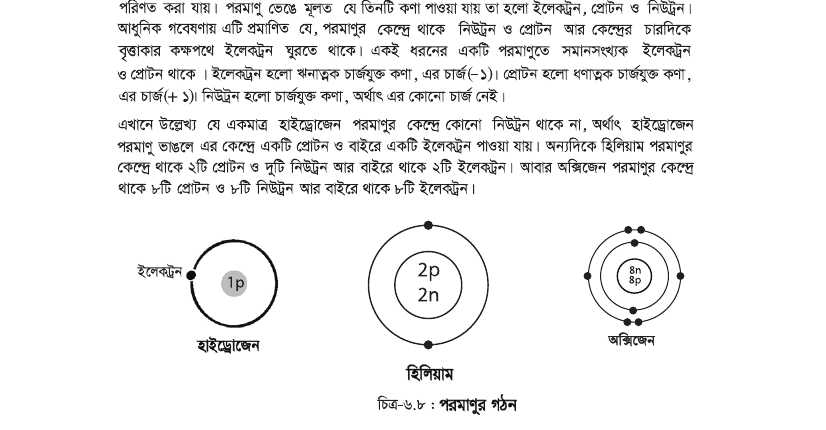 পরিণত করা যায়। পরমাণু ভেঙে মূলত যে তিনটি কণা পাওয়া যায় তা হলো ইলেকট্রন, প্রোটন ও নিউট্রন।
আধুনিক গবেষণায় এটি প্রমাণিত যে, পরমাণুর কেন্দ্রে থাকে নিউট্রন ও প্রোটন আর কেন্দ্রের চারদিকে
বৃত্তাকার কক্ষপথে ইলেকট্রন ঘুরতে থাকে। একই ধরনের একটি পরমাণুতে সমানসংখ্যক ইলেকট্রন
ও প্রোটন থাকে । ইলেকট্রন হলো ঋনাত্নক চার্জযুক্ত কণা, এর চার্জ(–১)। প্রোটন হলো ধণাত্নক চার্জযুক্ত কণা,
এর চার্জ(+ ১)। নিউট্রন হলো চার্জযুক্ত কণা, অর্থাৎ এর কোনো চার্জ নেই।
এখানে উল্লেখ্য যে একমাত্র হাইড্রোজেন পরমাণুর কেন্দ্রে কোনো নিউট্রন থাকে না, অর্থাৎ হাইড্রোজেন
পরমাণু ভাঙলে এর কেন্দ্রে একটি প্রোটন ও বাইরে একটি ইলেকট্রন পাওয়া যায়। অন্যদিকে হিলিয়াম পরমাণুর
কেন্দ্রে থাকে ২টি প্রোটন ও দুটি নিউট্রন আর বাইরে থাকে ২টি ইলেকট্রন। আবার অক্সিজেন পরমাণুর কেন্দ্রে
থাকে ৮টি প্রোটন ও ৮টি নিউট্রন আর বাইরে থাকে ৮টি ইলেকট্রন।
ইলেকট্রন
1p
হাইড্রোজেন
2p
2n
হিলিয়াম
8n
8p
অক্সিজেন
চিত্র-৬.৮ : পরমাণুর গঠন